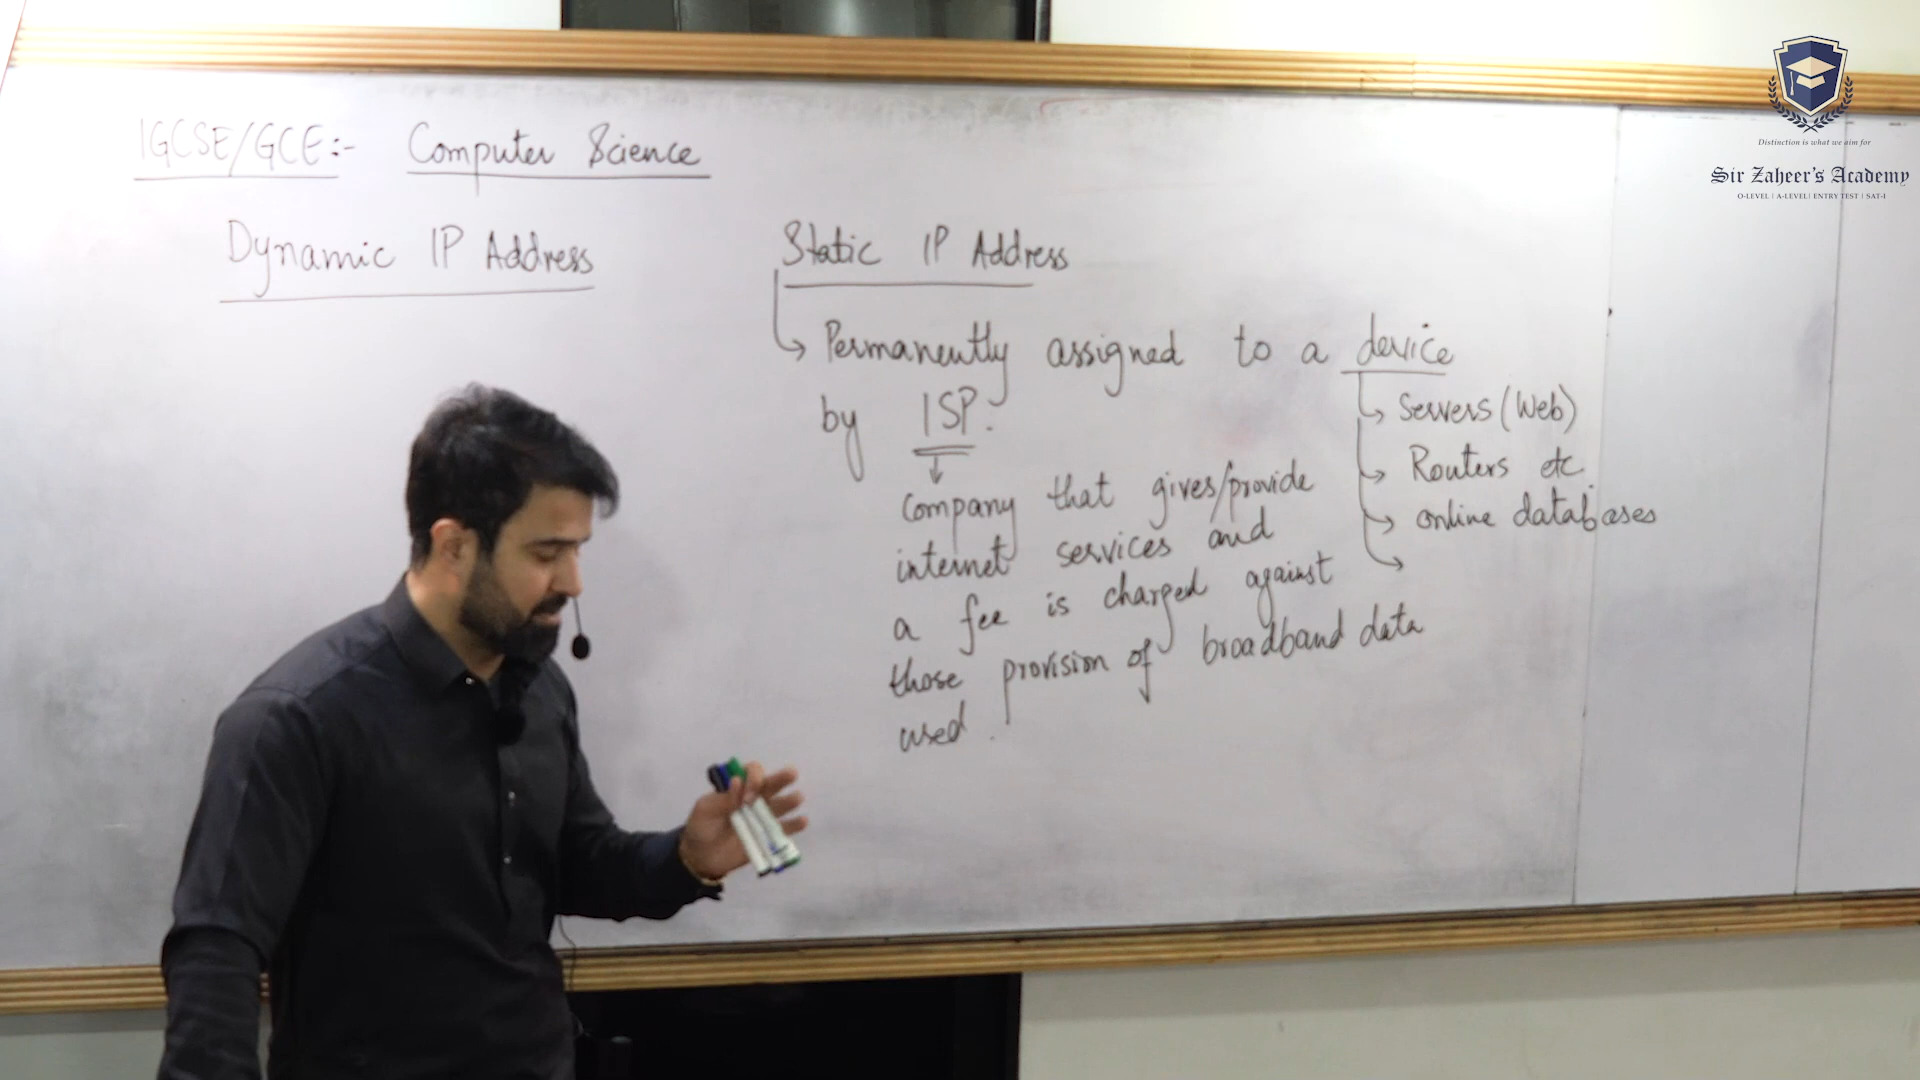 IGCSE/GCE:- Computer Science
Dynamic IP Address
Static IP Address
Permanently assigned to a device
by ISP.
Servers (Web)
Routers etc.
online databases
Company that gives/provide
internet services and
a fee is charged against
those provision of broadband data
used.
Distinction is what we aim for
Sir Zaheer's Academy
O-LEVEL | A-LEVEL | ENTRY TEST | SAT-I